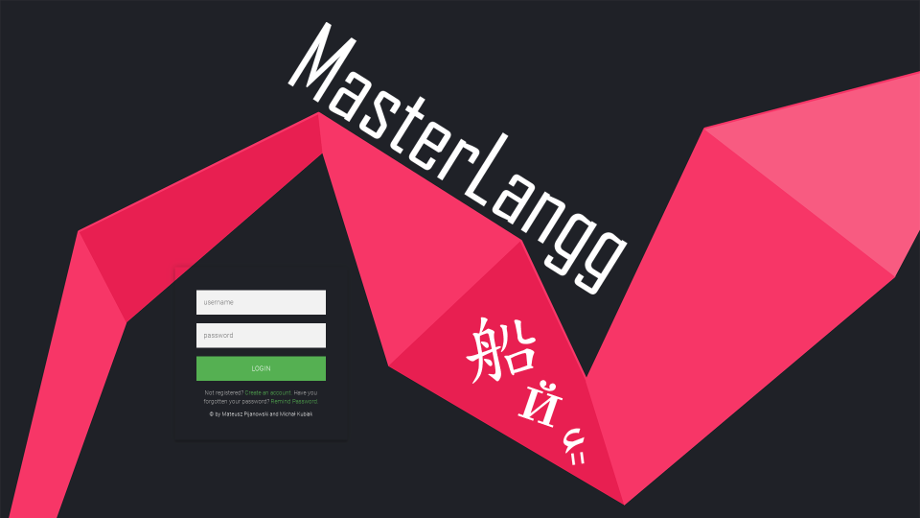 MasterLangg
船
й
username
password
LOGIN
Not registered? Create an account. Have you
forgotten your password? Remind Password.
© by Mateusz Pijanowski and Michał Kubiak